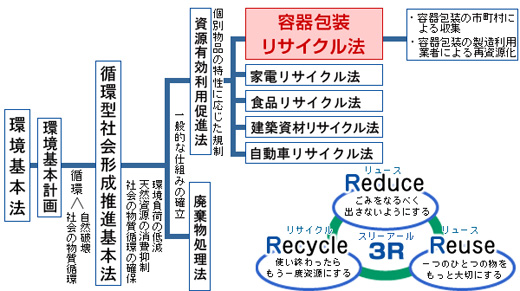 環境基本法
環境基本計画
循環＜自然破壊
社会の物質循環
循環型社会形成推進基本法
環境負荷の低減
天然資源の消費抑制
社会の物質循環の確保
一般的な仕組みの確立
資源有効利用促進法
廃棄物処理法
個別物品の特性に応じた規制
容器包装
リサイクル法
・容器包装の市町村に
よる収集
・容器包装の製造利用
業者による再資源化
家電リサイクル法
食品リサイクル法
建築資材リサイクル法
自動車リサイクル法
リュース
Reduce
ごみをなるべく
出さないようにする
リサイクル
Recycle
使い終わったら
もう一度資源にする
スリーアール
3R
リユース
Reuse
一つのひとつの物を
もっと大切にする